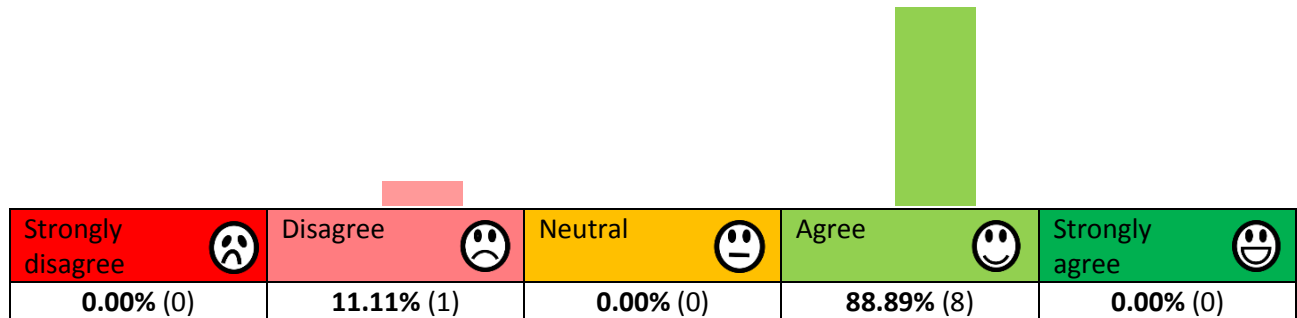 Strongly disagree
Disagree
Neutral
Agree
Strongly agree
0.00% (0)
11.11% (1)
0.00% (0)
88.89% (8)
0.00% (0)